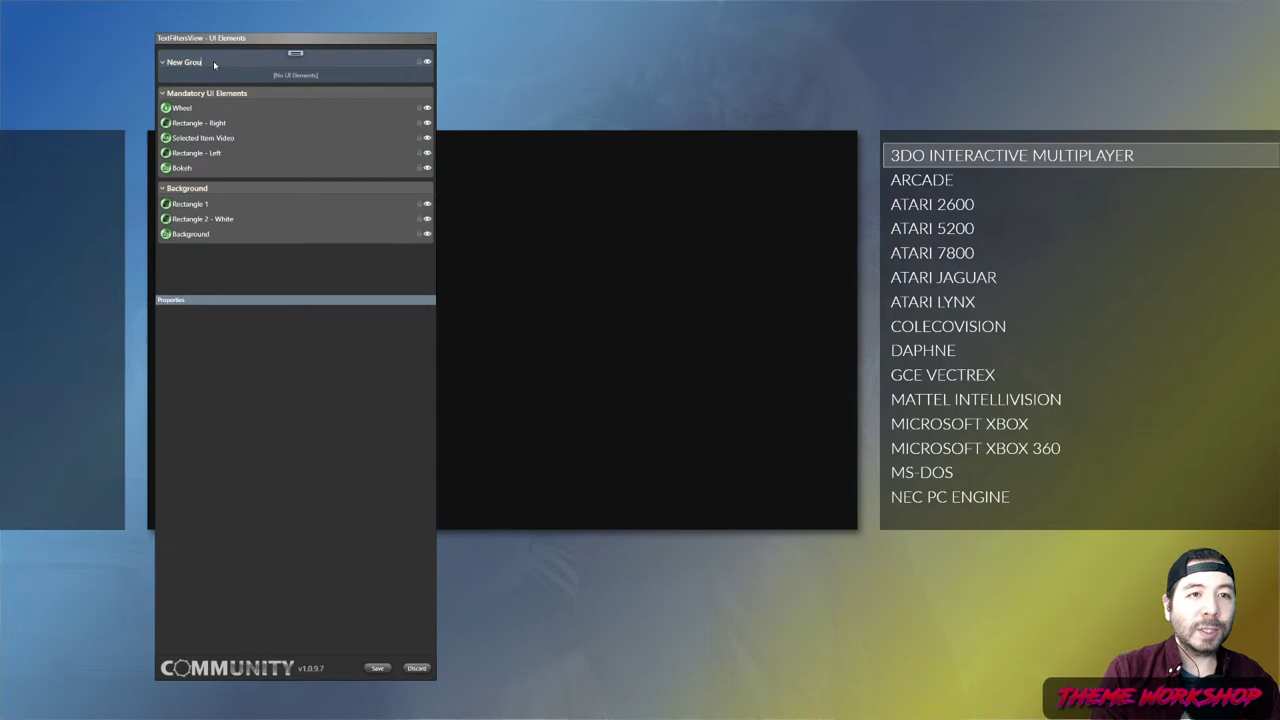 TextFiltersView - UI Elements
New Grou
[No UI Elements]
Mandatory UI Elements
Wheel
Rectangle - Right
Selected Item Video
Rectangle - Left
Bokeh
Background
Rectangle 1
Rectangle 2 - White
Background
Properties
COMMUNITY v1.0.9.7
Save
Discard
3DO INTERACTIVE MULTIPLAYER
ARCADE
ATARI 2600
ATARI 5200
ATARI 7800
ATARI JAGUAR
ATARI LYNX
COLECOVISION
DAPHNE
GCE VECTREX
MATTEL INTELLIVISION
MICROSOFT XBOX
MICROSOFT XBOX 360
MS-DOS
NEC PC ENGINE
THEME WORKSHOP